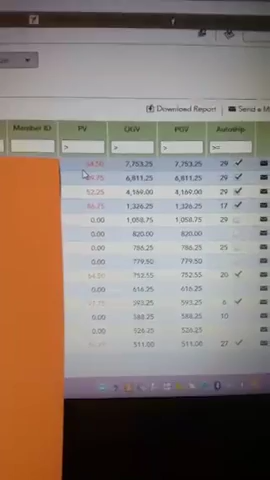 Download Report Send a M
Member ID PV OGV PGV Autoship
> > > >=
7,753.25 7,753.25 29
6,811.25 6,811.25 29
52.25 4,169.00 4,169.00 29
1,326.25 1,326.25 17
0.00 1,058.75 1,058.75 29
0.00 820.00 820.00
0.00 786.25 786.25 25
0.00 779.50 779.50
752.55 752.55 20
0.00 616.25 616.25
593.25 593.25 6
0.00 588.25 588.25 10
0.00 526.25 526.25
511.00 511.00 27